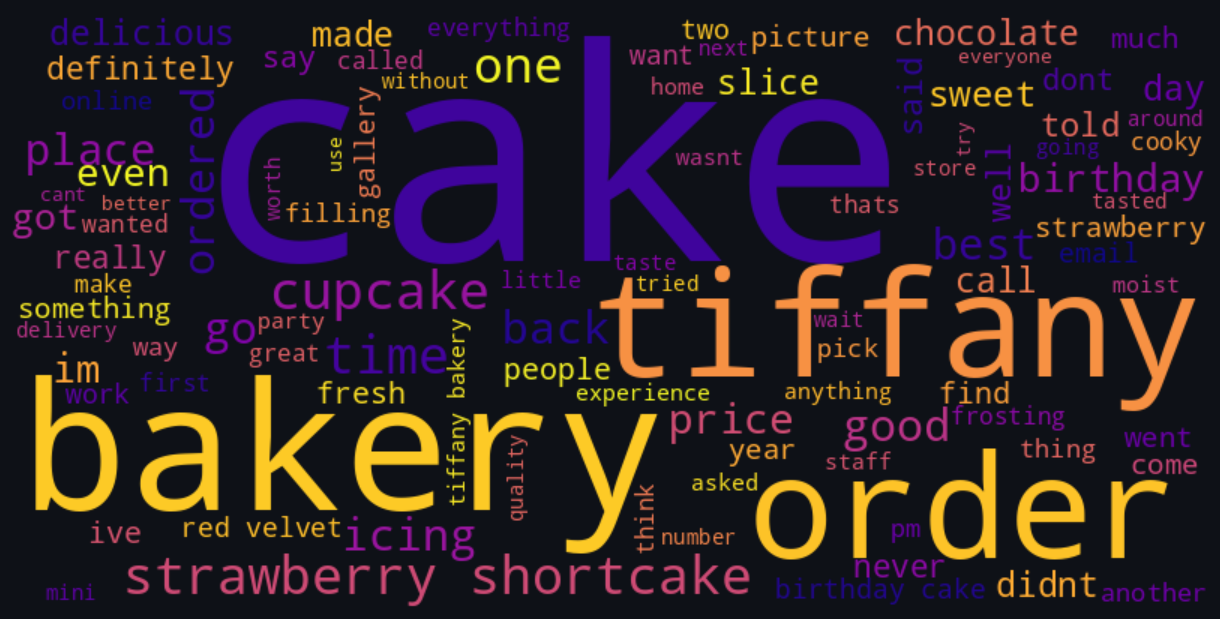 delicious
made
everything
two
picture
chocolate
much
definitely
say
called
without
one
want
next
everyone
online
home
slice
said
sweet
dont
day
cake
ordered
gallery
use
worth
filling
place
even
cant
better
got
wanted
wasnt
thats
told
around
try
going
cooky
store
well
birthday
tasted
strawberry
really
best
email
make
something
cupcake
little
taste
tried
call
moist
delivery
go
party
time
back
tiffany
way
great
wait
pick
im
work
first
fresh
tiffany bakery
people
experience
anything
find
bakery
price
good
frosting
year
staff
thing
went
come
quality
think
asked
order
ive
red velvet
icing
number
pm
never
strawberry shortcake
mini
birthday cake
didnt
another